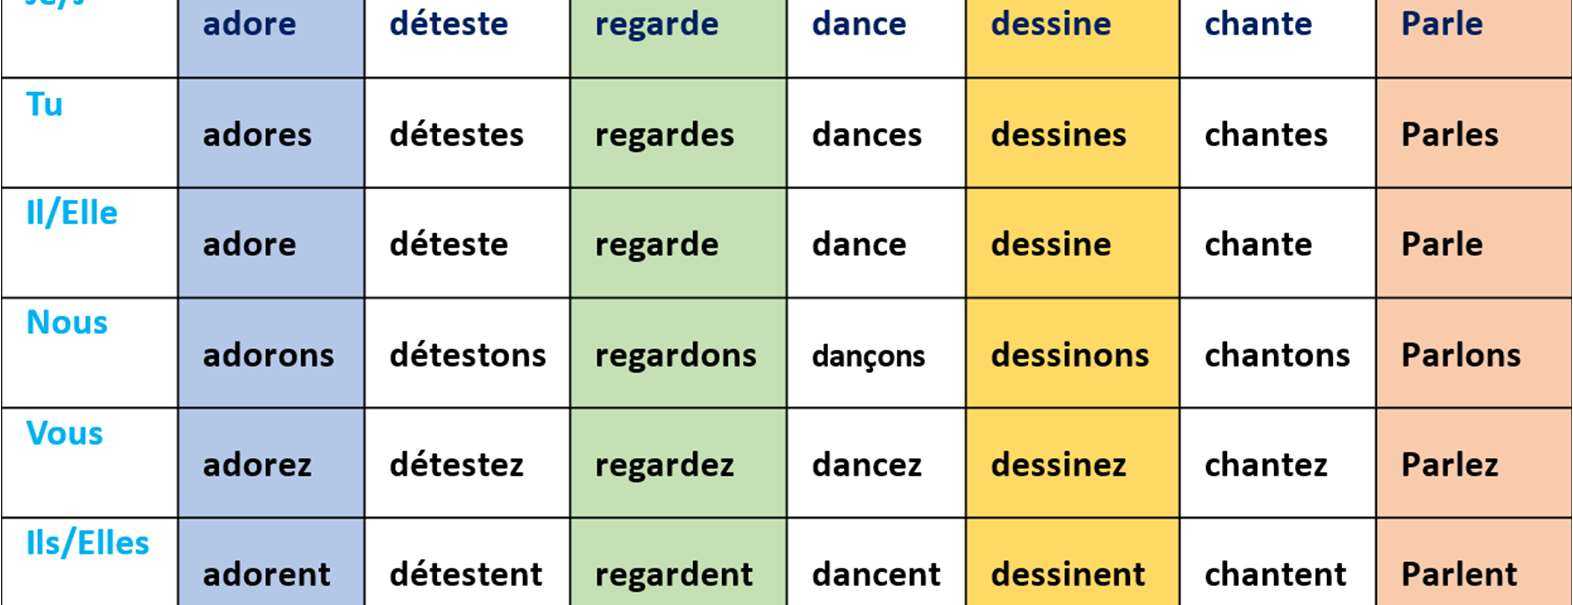 adore déteste regarde dance dessine chante Parle
Tu
adores détestes regardes dances dessines chantes Parles
Il/Elle
adore déteste regarde dance dessine chante Parle
Nous
adorons détestons regardons dançons dessinons chantons Parlons
Vous
adorez détestez regardez dancez dessinez chantez Parlez
Ils/Elles
adorent détestent regardent dancent dessinent chantent Parlent